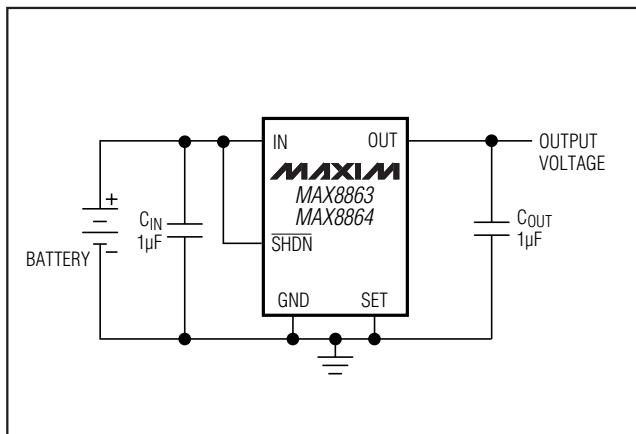 IN
OUT
OUTPUT
VOLTAGE
MAXIM
MAX8863
MAX8864
+
CIN
1µF
COUT
1µF
SHDN
BATTERY
−
GND
SET